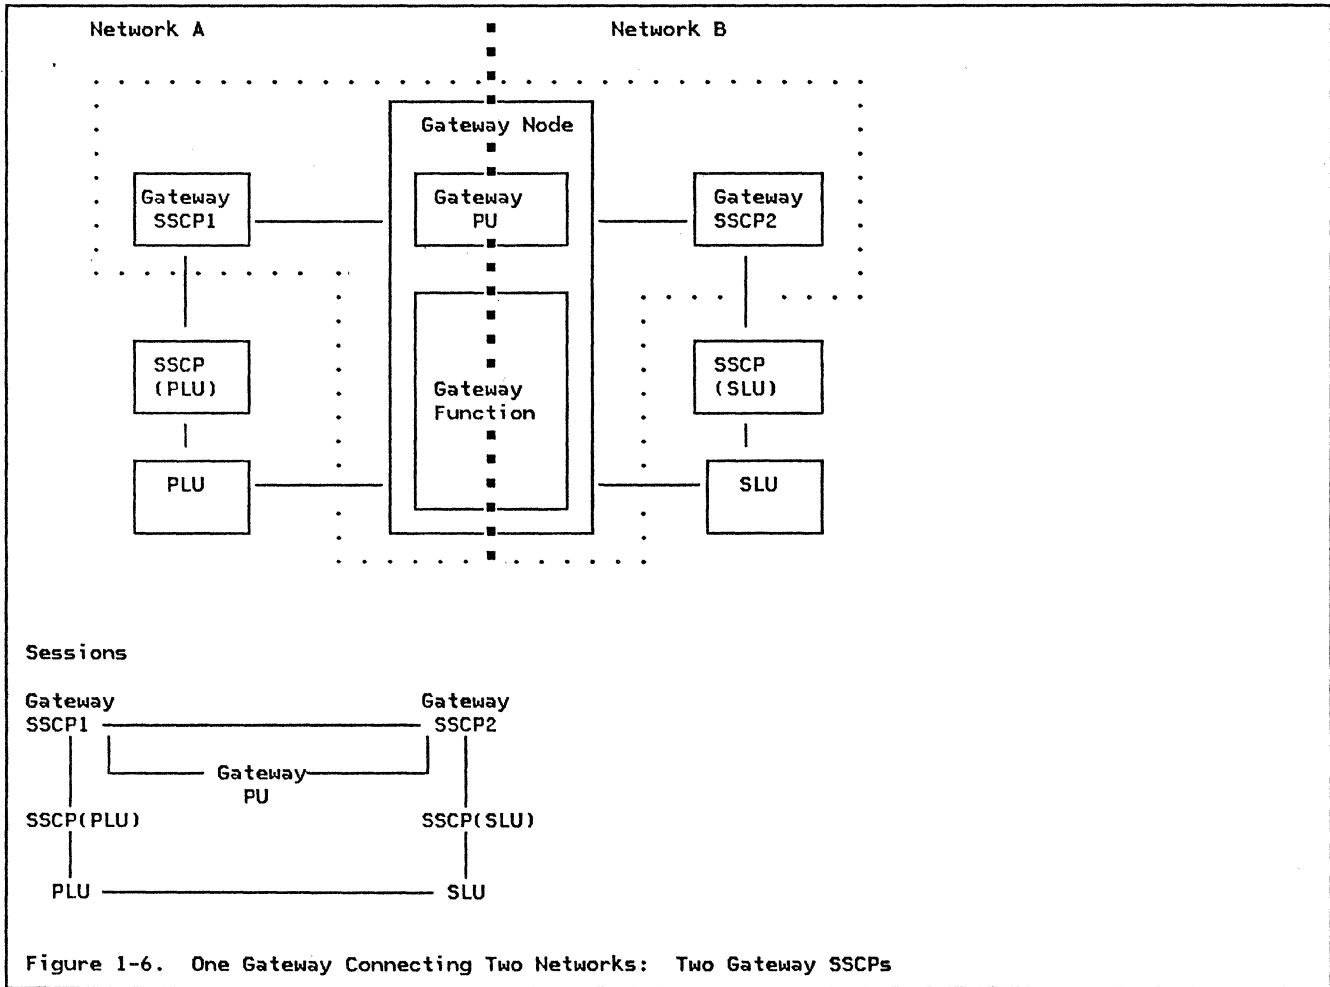 Network A
Network B
Gateway Node
Gateway
SSCP1
Gateway
PU
Gateway
SSCP2
SSCP
(PLU)
Gateway
Function
SSCP
(SLU)
PLU
SLU
Sessions
Gateway
SSCP1
Gateway
SSCP2
Gateway
PU
SSCP(PLU)
SSCP(SLU)
PLU
SLU
Figure 1-6. One Gateway Connecting Two Networks: Two Gateway SSCPs